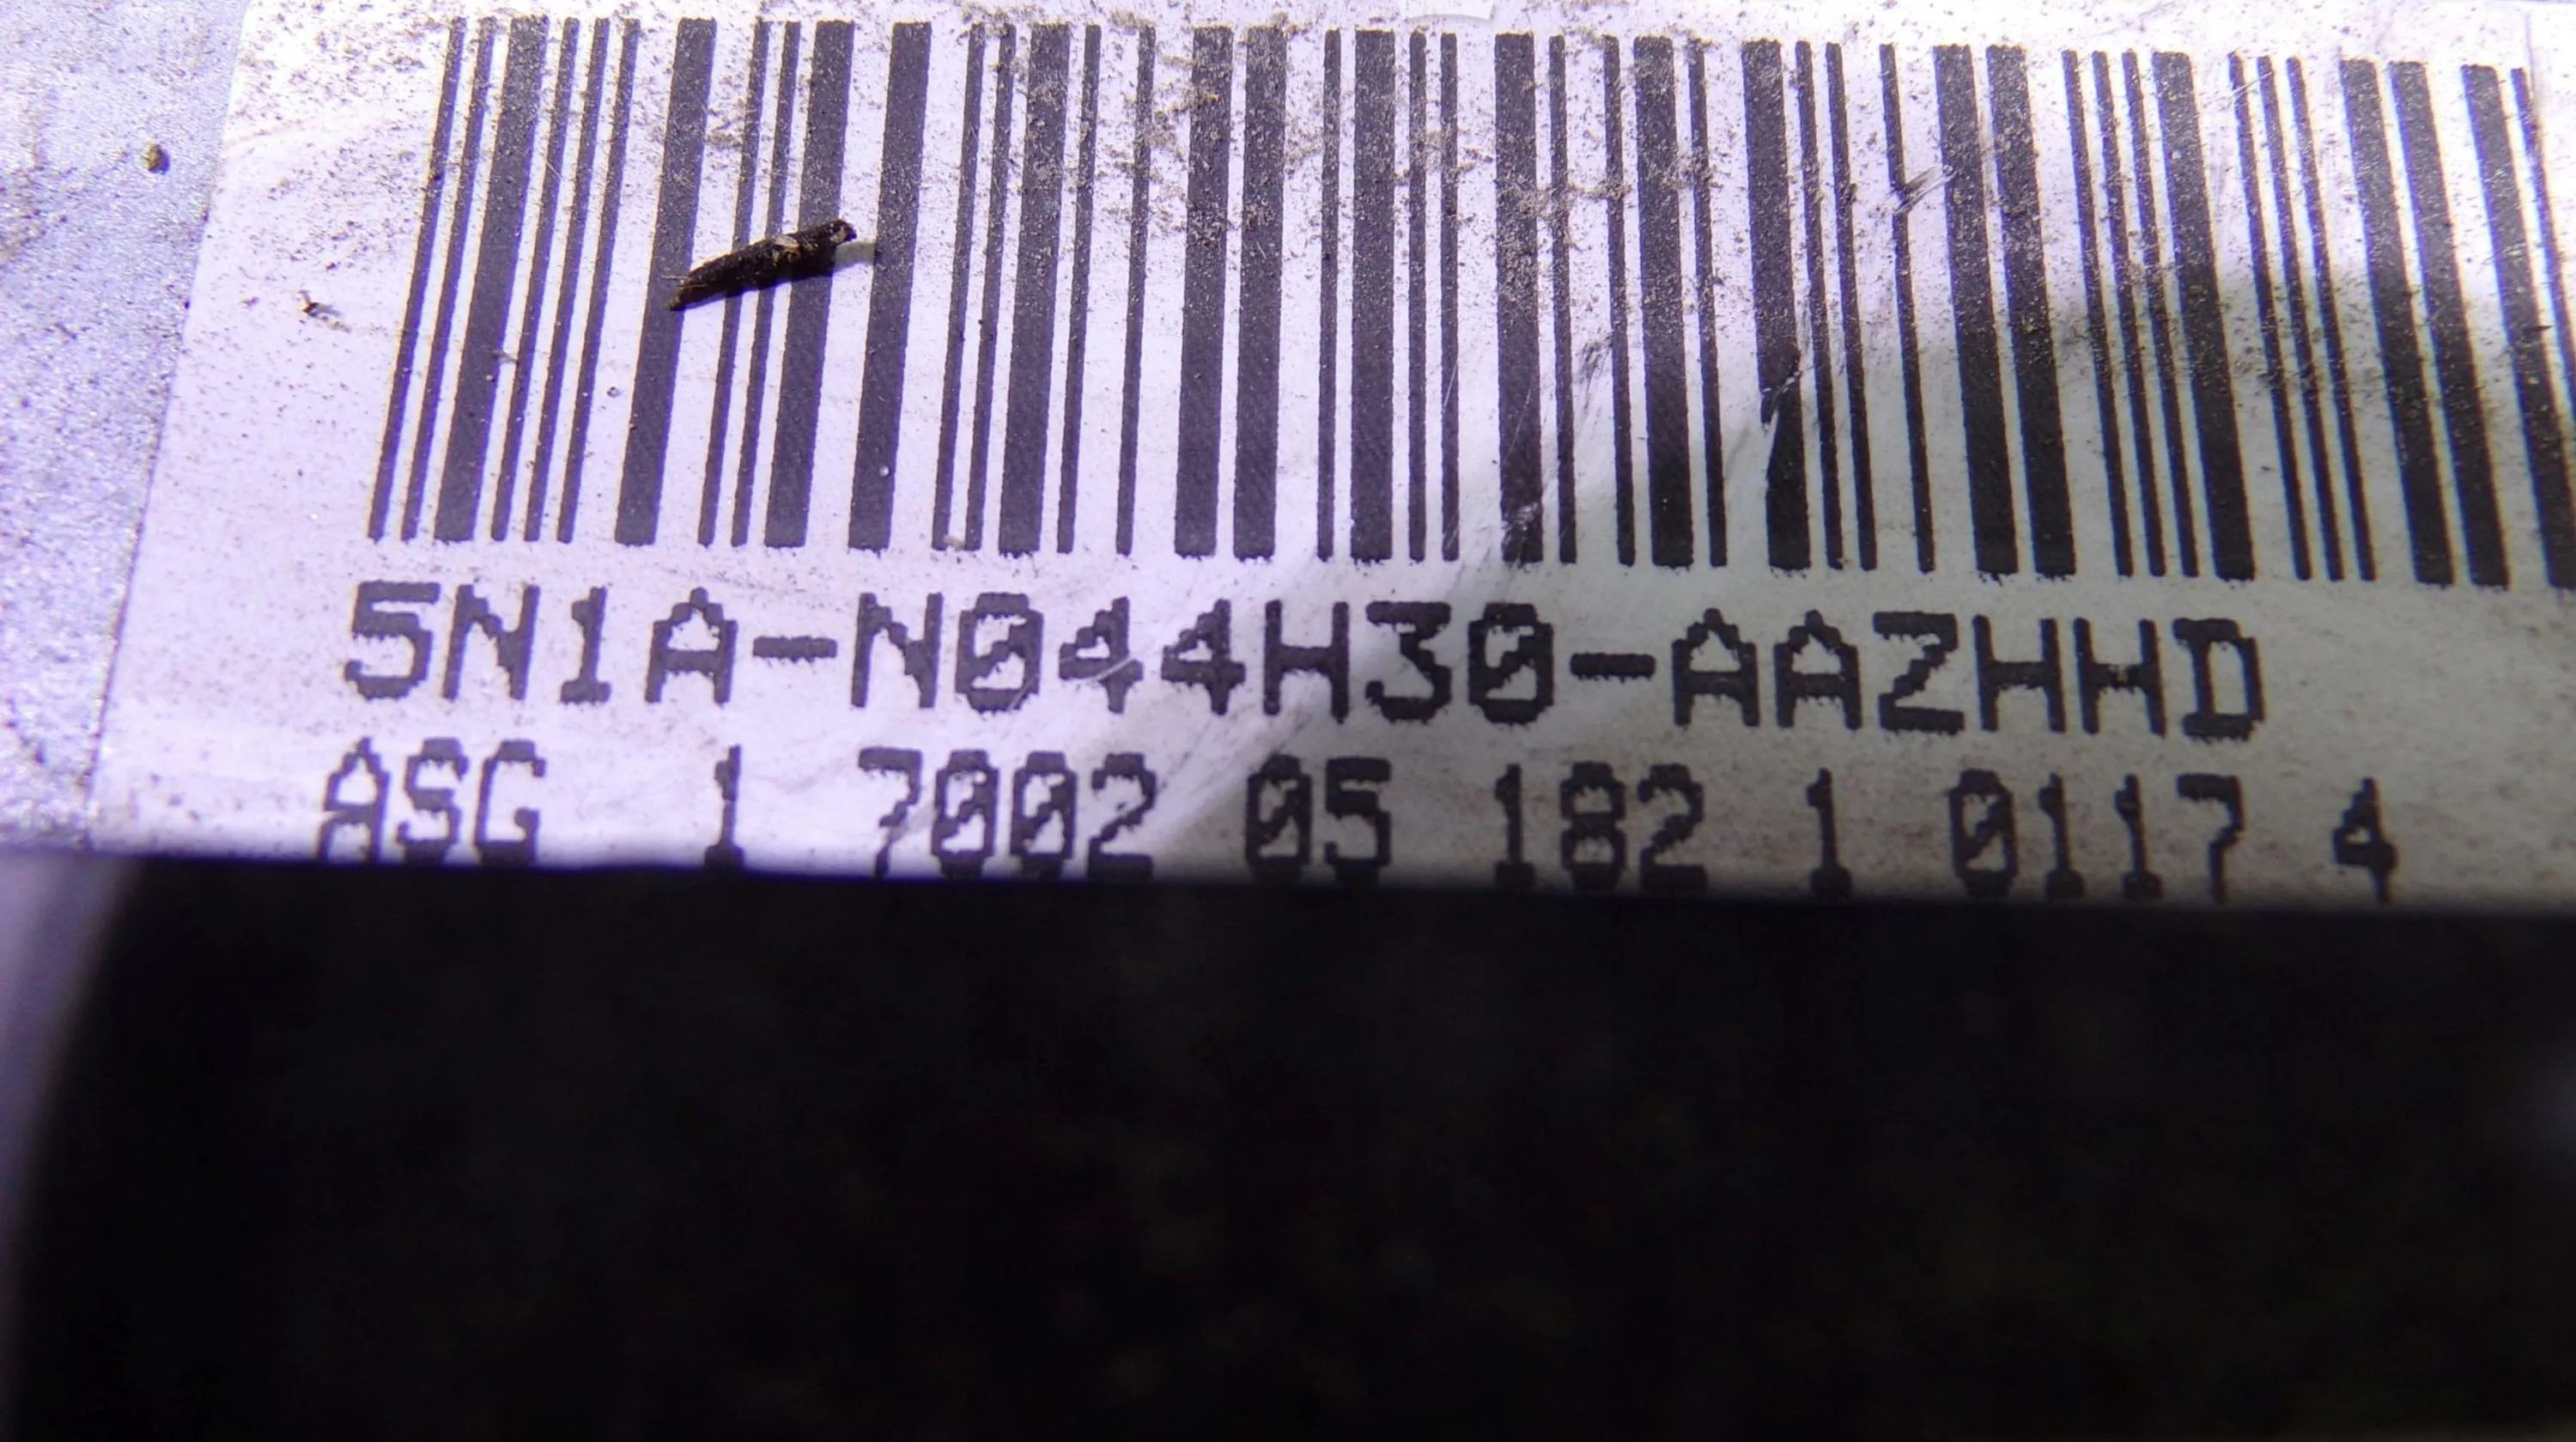 5N1A-N044H30-AAZHHD
ASG 1 7002 05 182 1 0117 4